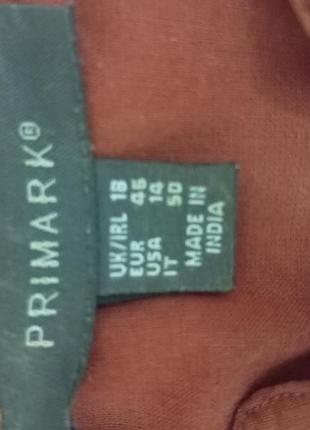 PRIMARK®
UK/IRL 18
EUR 46
USA 14
IT 50
MADE IN
INDIA